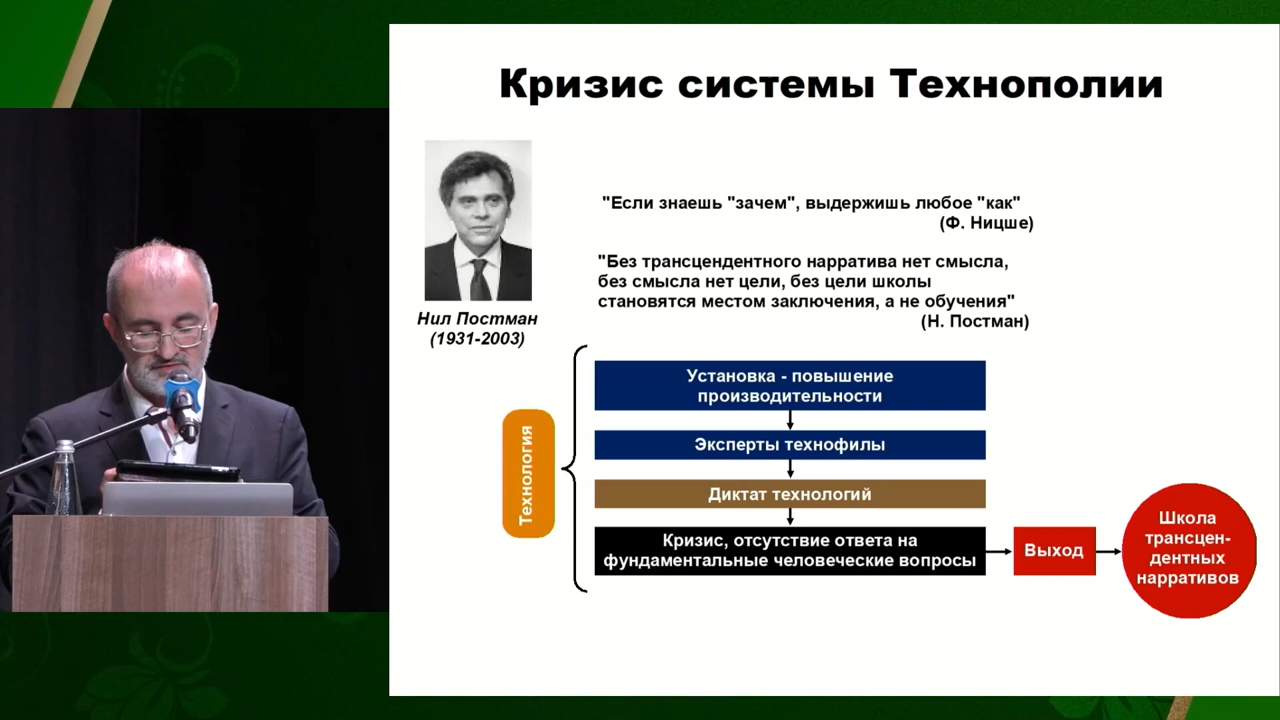 Кризис системы Технополии
"Если знаешь "зачем", выдержишь любое "как"
(Ф. Ницше)
"Без трансцендентного нарратива нет смысла,
без смысла нет цели, без цели школы
становятся местом заключения, а не обучения"
(Н. Постман)
Нил Постман
(1931-2003)
Технология
Установка - повышение
производительности
Эксперты технофилы
Диктат технологий
Кризис, отсутствие ответа на
фундаментальные человеческие вопросы
Выход
Школа
трансцен-
дентных
нарративов